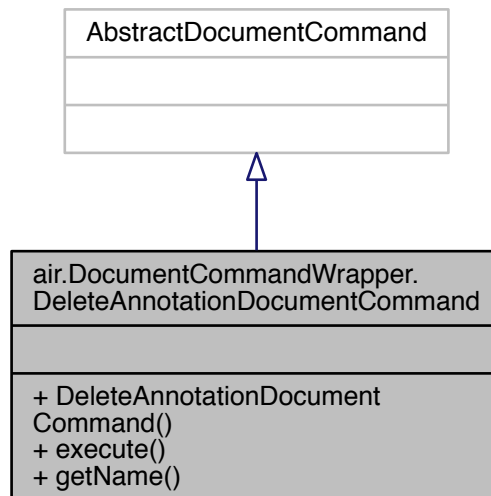 AbstractDocumentCommand
air.DocumentCommandWrapper.
DeleteAnnotationDocumentCommand
+ DeleteAnnotationDocument
Command()
+ execute()
+ getName()